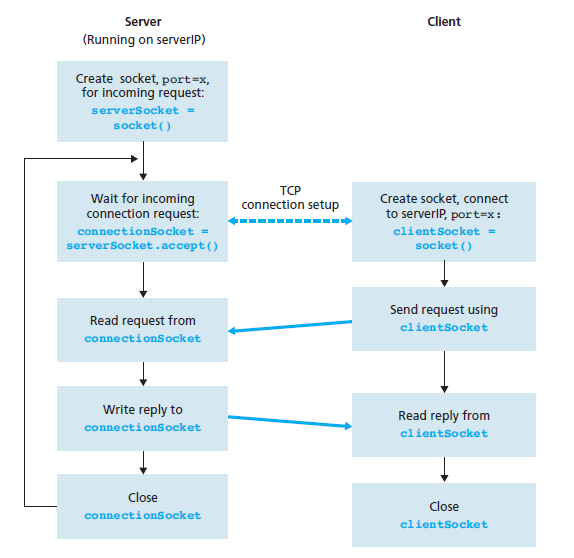 Server
(Running on serverIP)
Client
Create socket, port=x,
for incoming request:
serverSocket =
socket()
Wait for incoming
connection request:
connectionSocket =
serverSocket.accept()
TCP
connection setup
Create socket, connect
to serverIP, port=x:
clientSocket =
socket()
Read request from
connectionSocket
Send request using
clientSocket
Write reply to
connectionSocket
Read reply from
clientSocket
Close
connectionSocket
Close
clientSocket